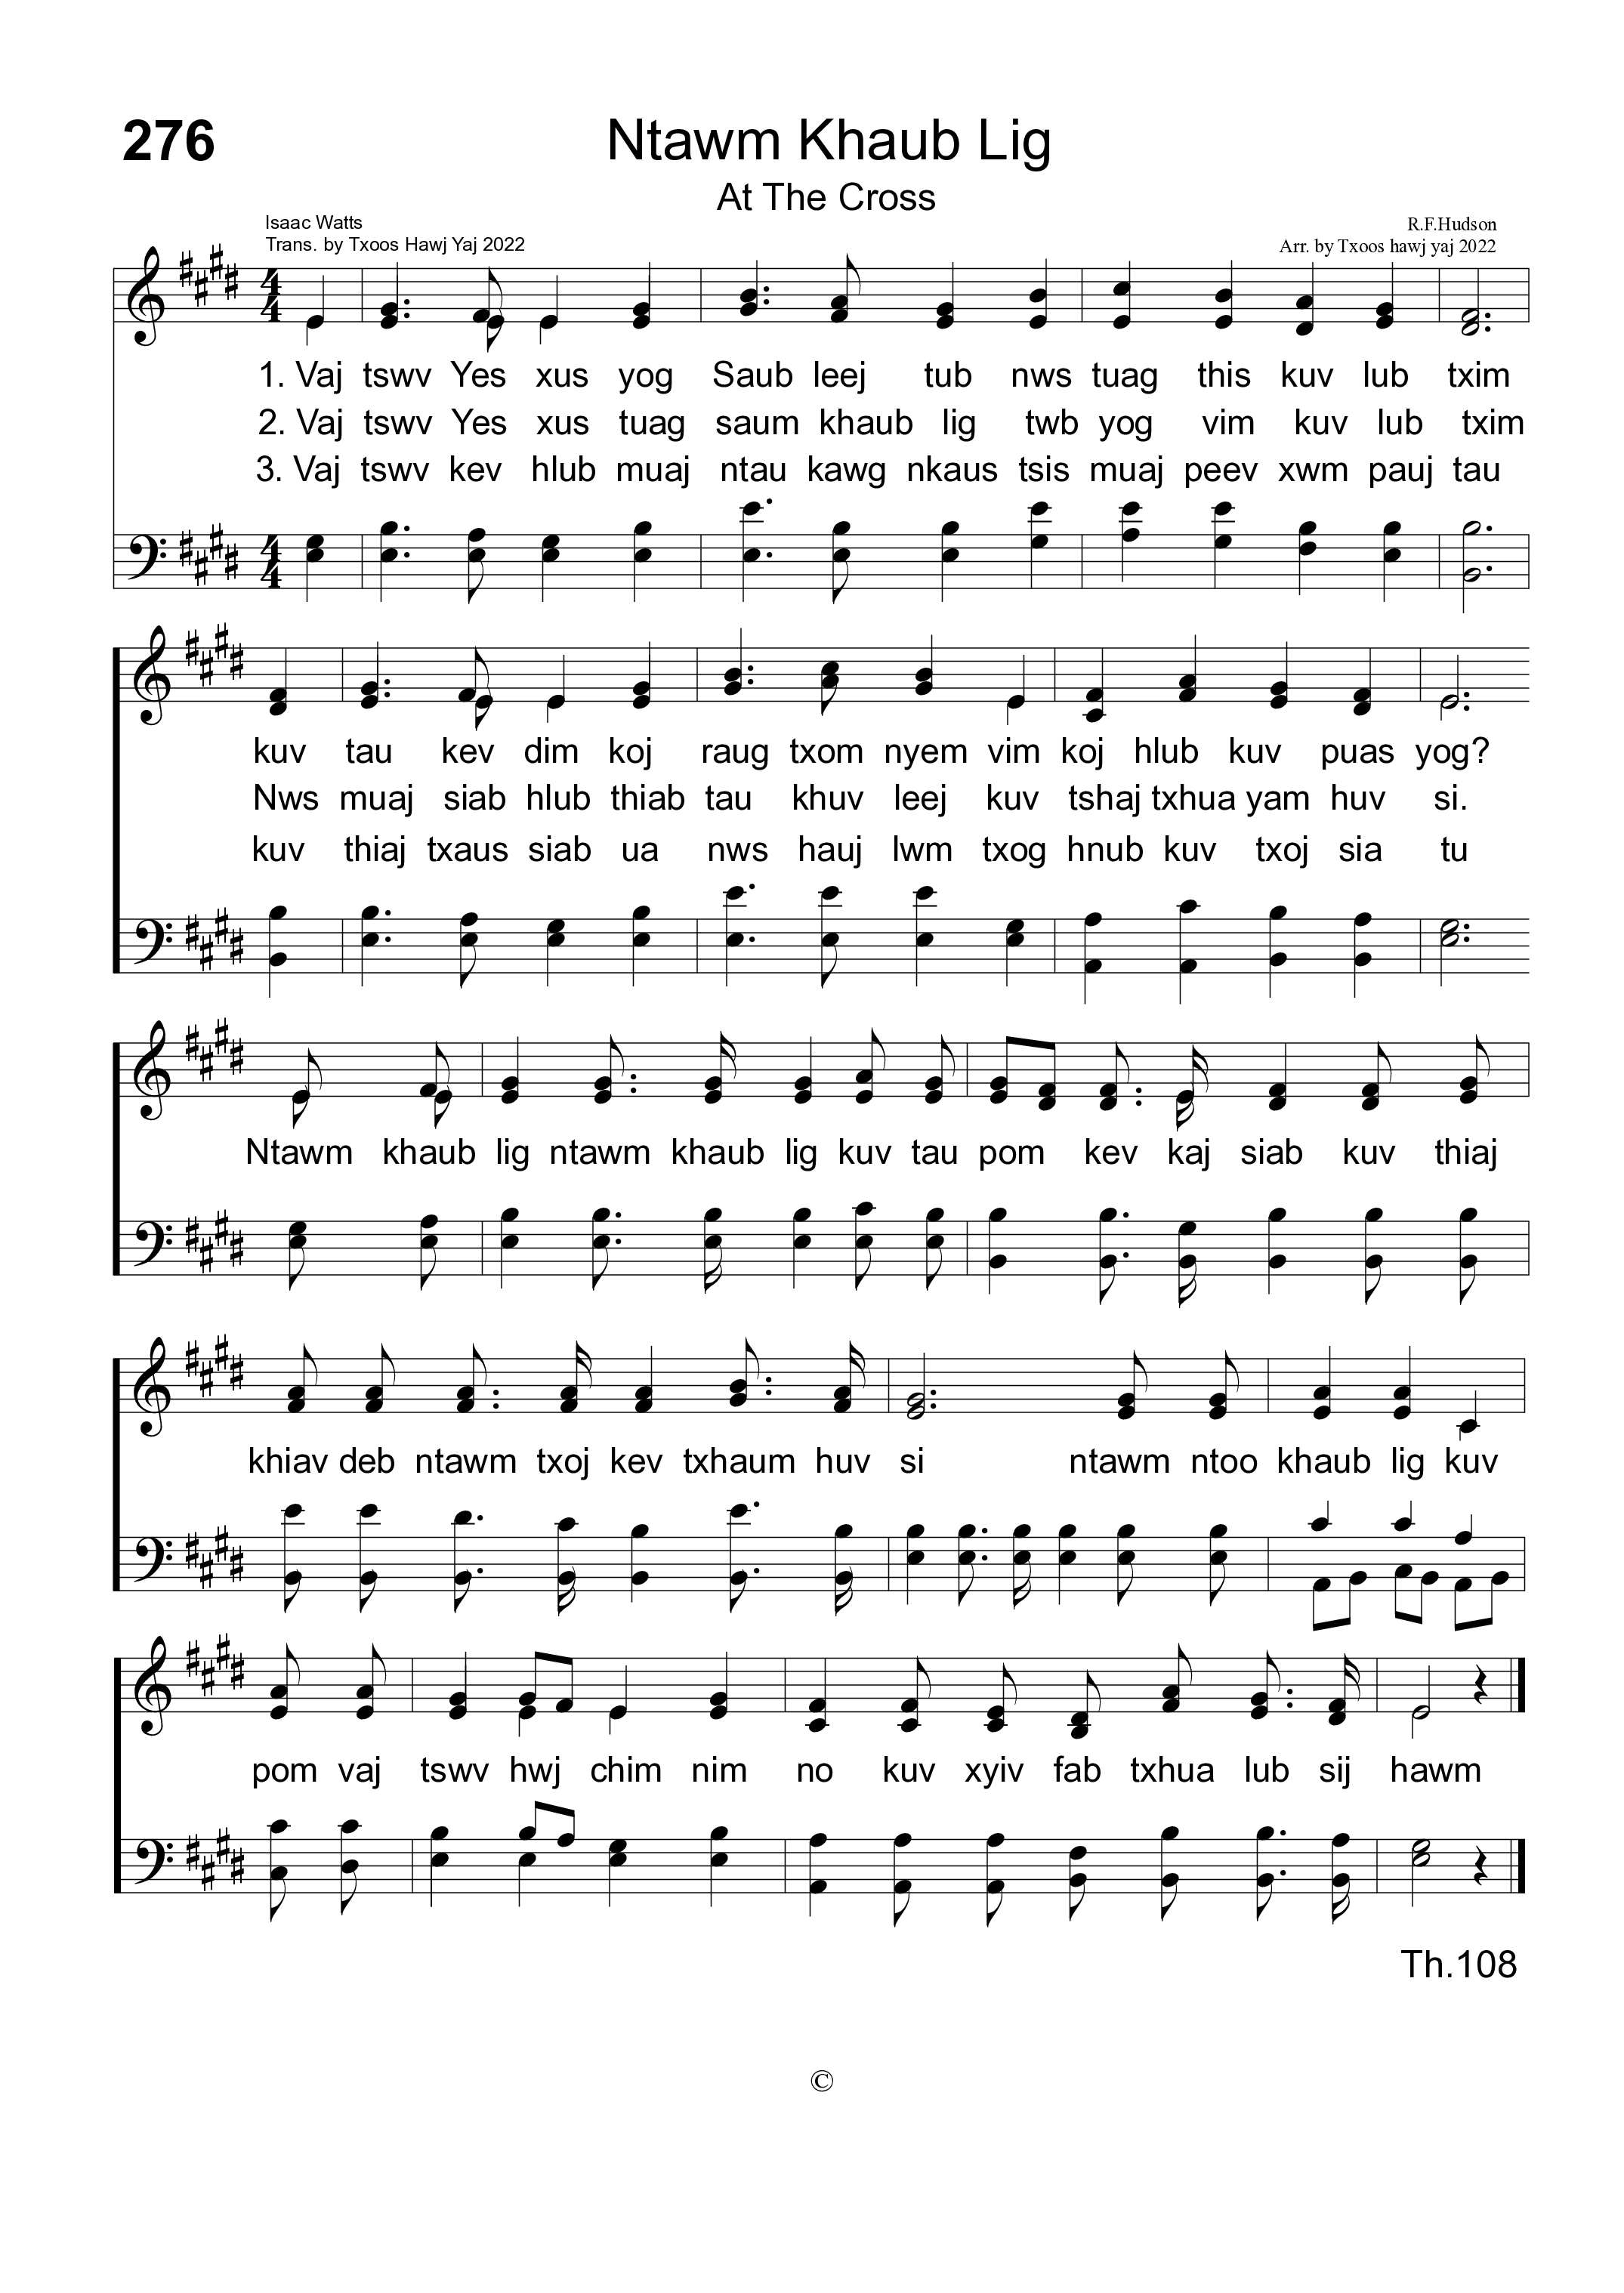 276
Ntawm Khaub Lig
At The Cross
Isaac Watts
Trans. by Txoos Hawj Yaj 2022
R.F.Hudson
Arr. by Txoos hawj yaj 2022
1. Vaj tswv Yes xus yog Saub leej tub nws tuag this kuv lub txim
2. Vaj tswv Yes xus tuag saum khaub lig twb yog vim kuv lub txim
3. Vaj tswv kev hlub muaj ntau kawg nkaus tsis muaj peev xwm pauj tau
kuv tau kev dim koj raug txom nyem vim koj hlub kuv puas yog?
Nws muaj siab hlub thiab tau khuv leej kuv tshaj txhua yam huv si.
kuv thiaj txaus siab ua nws hauj lwm txog hnub kuv txoj sia tu
Ntawm khaub lig ntawm khaub lig kuv tau pom kev kaj siab kuv thiaj
khiav deb ntawm txoj kev txhaum huv si ntawm ntoo khaub lig kuv
pom vaj tswv hwj chim nim no kuv xyiv fab txhua lub sij hawm
Th.108
©